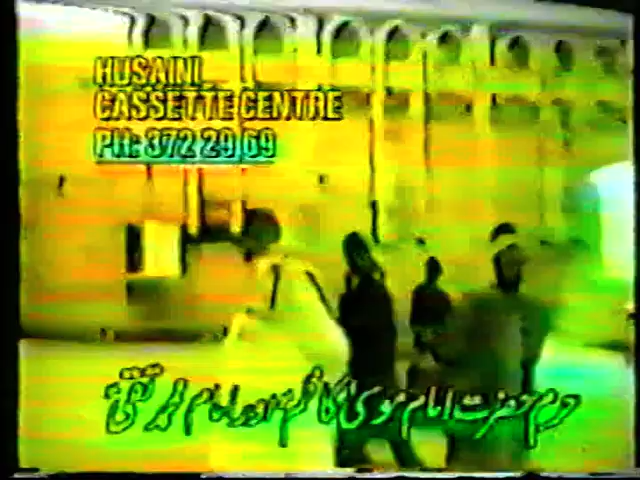 HUSAINI
CASSETTE CENTRE
PH: 372 29 69
حرم حضرت امام موسیٰ کاظمؑ اور امام محمد تقیؑ